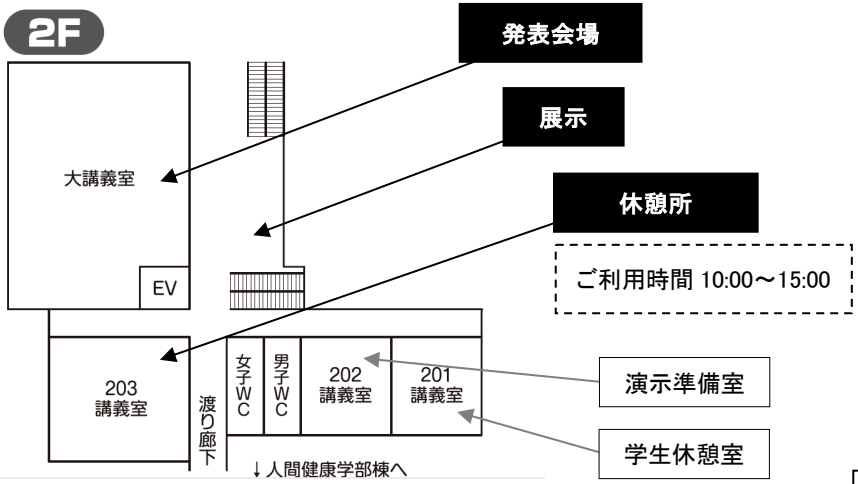 2F
発表会場
展示
大講義室
休憩所
EV
ご利用時間 10:00～15:00
203
講義室
渡り廊下
女子WC
男子WC
202
講義室
201
講義室
演示準備室
学生休憩室
↓人間健康学部棟へ